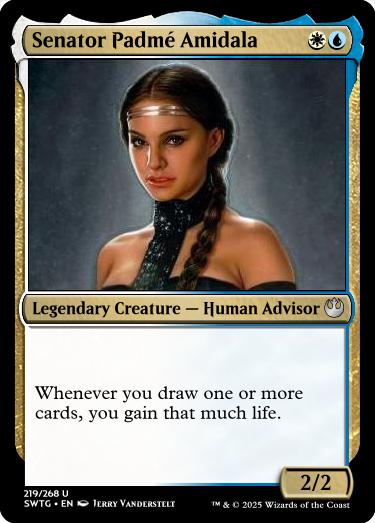 Senator Padmé Amidala
Legendary Creature — Human Advisor
Whenever you draw one or more
cards, you gain that much life.
2/2
219/268 U
SWTG • EN Jerry Vanderstelt
™ & © 2025 Wizards of the Coast